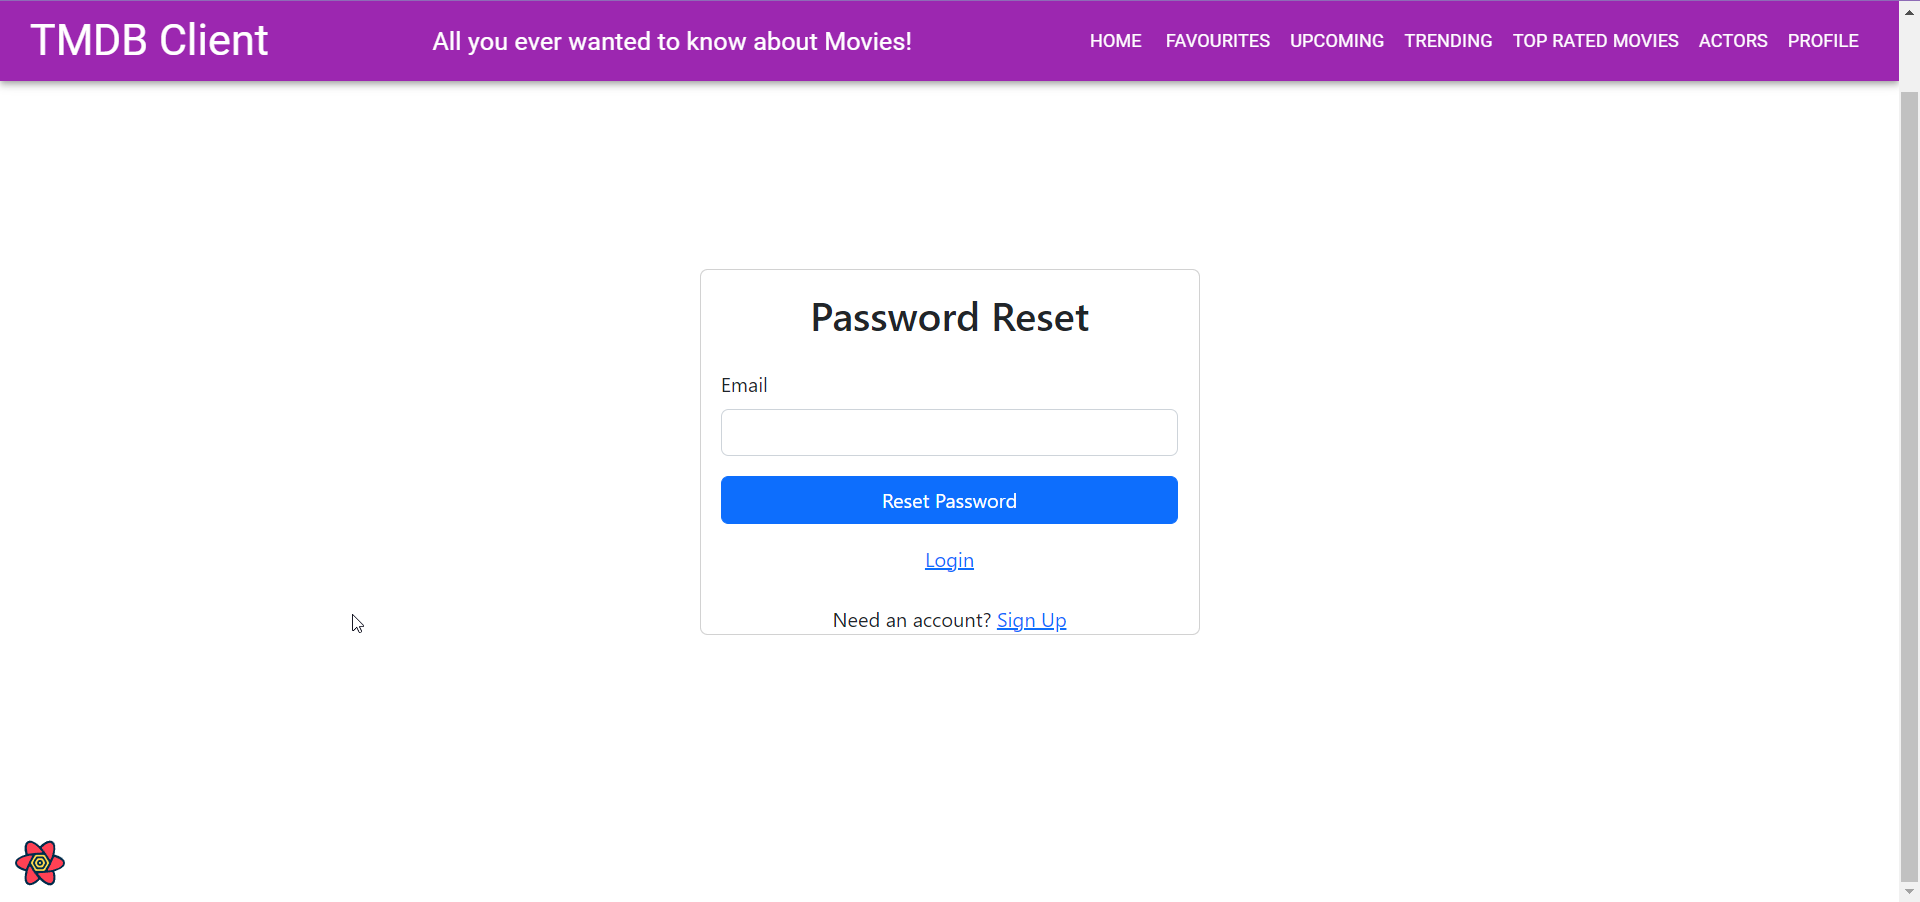 TMDB Client
All you ever wanted to know about Movies!
HOME FAVOURITES UPCOMING TRENDING TOP RATED MOVIES ACTORS PROFILE
Password Reset
Email
Reset Password
Login
Need an account? Sign Up